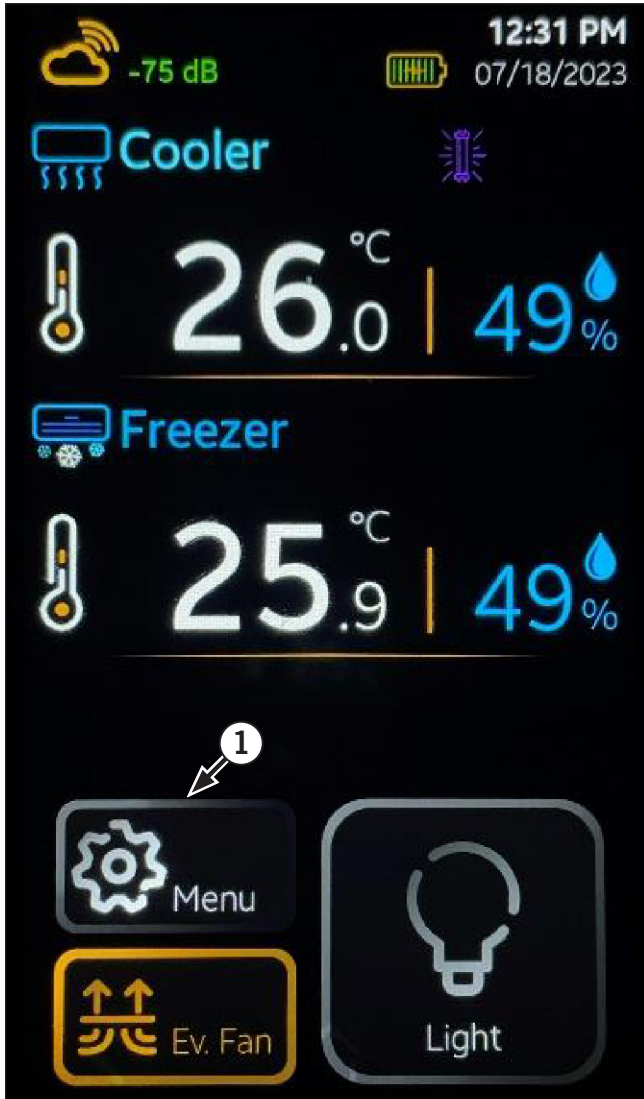 12:31 PM
-75 dB
07/18/2023
Cooler
26.0 °C
49%
Freezer
25.9 °C
49%
1
Menu
Ev. Fan
Light